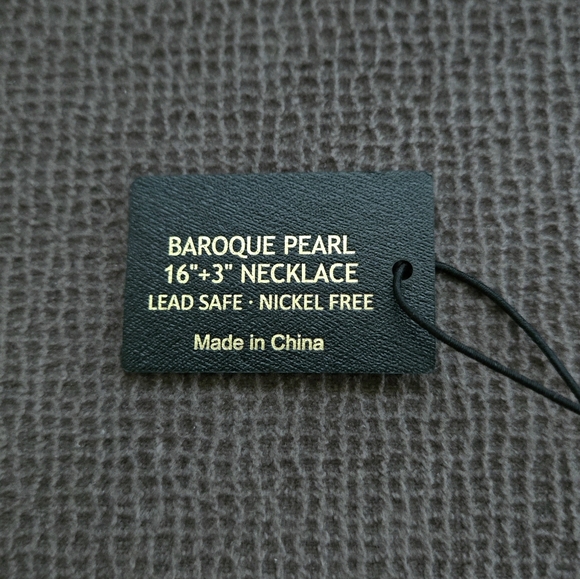 BAROQUE PEARL
16"+3" NECKLACE
LEAD SAFE · NICKEL FREE
Made in China